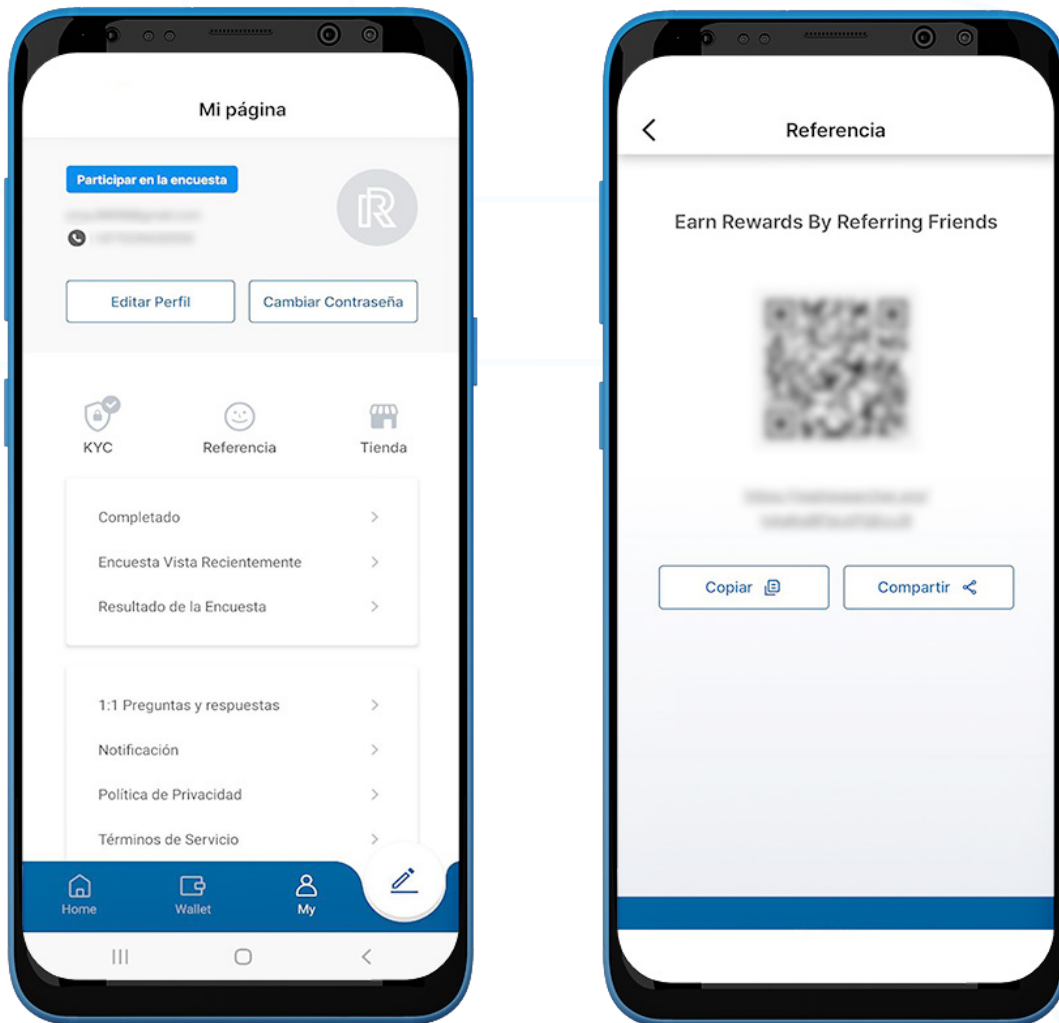 Mi página
Participar en la encuesta
Editar Perfil
Cambiar Contraseña
KYC
Referencia
Tienda
Completado
Encuesta Vista Recientemente
Resultado de la Encuesta
1:1 Preguntas y respuestas
Notificación
Política de Privacidad
Términos de Servicio
Home
Wallet
My
Referencia
Earn Rewards By Referring Friends
Copiar
Compartir